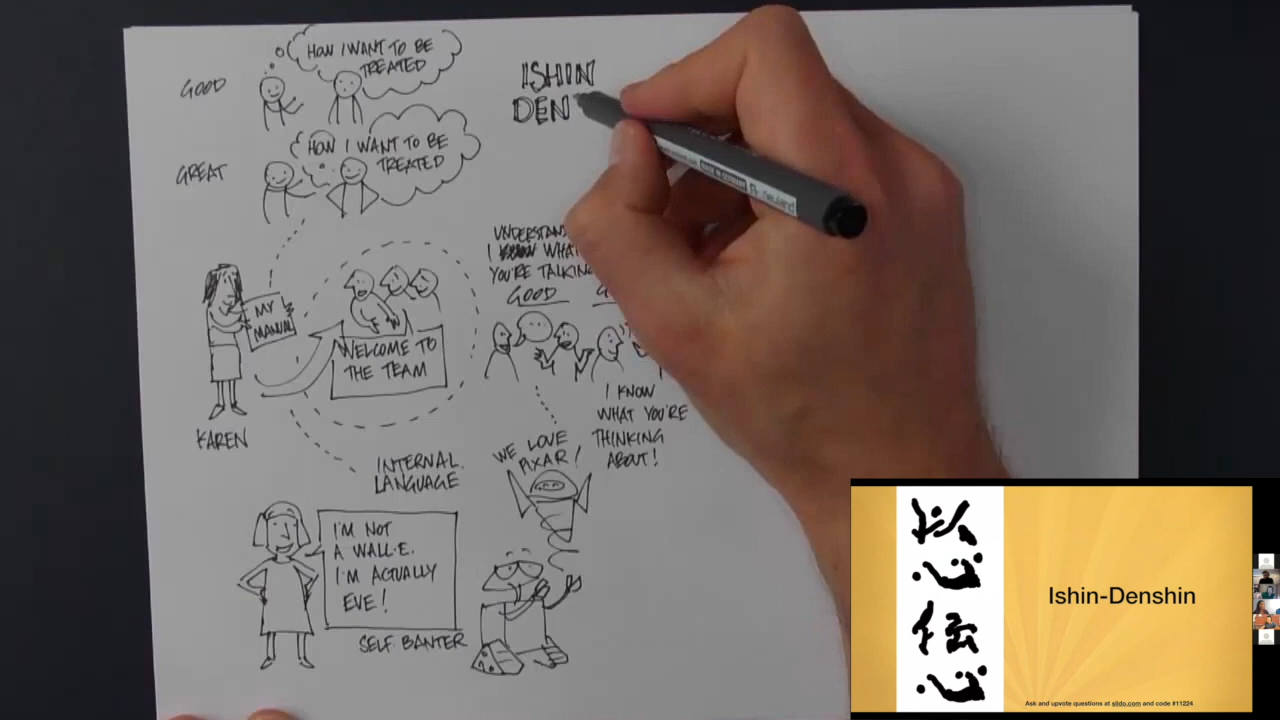 GOOD
HOW I WANT TO BE
TREATED
GREAT
HOW I WANT TO BE
TREATED
MY
MANUAL
WELCOME TO
THE TEAM
KAREN
INTERNAL
LANGUAGE
I'M NOT
A WALL·E.
I'M ACTUALLY
EVE!
SELF BANTER
ISHIN
DEN
UNDERSTAND
I WHAT
YOU'RE TALKING
GOOD
I KNOW
WHAT YOU'RE
THINKING
ABOUT!
WE LOVE
PIXAR!
以心伝心
Ishin-Denshin
Ask and upvote questions at slido.com and code #11224